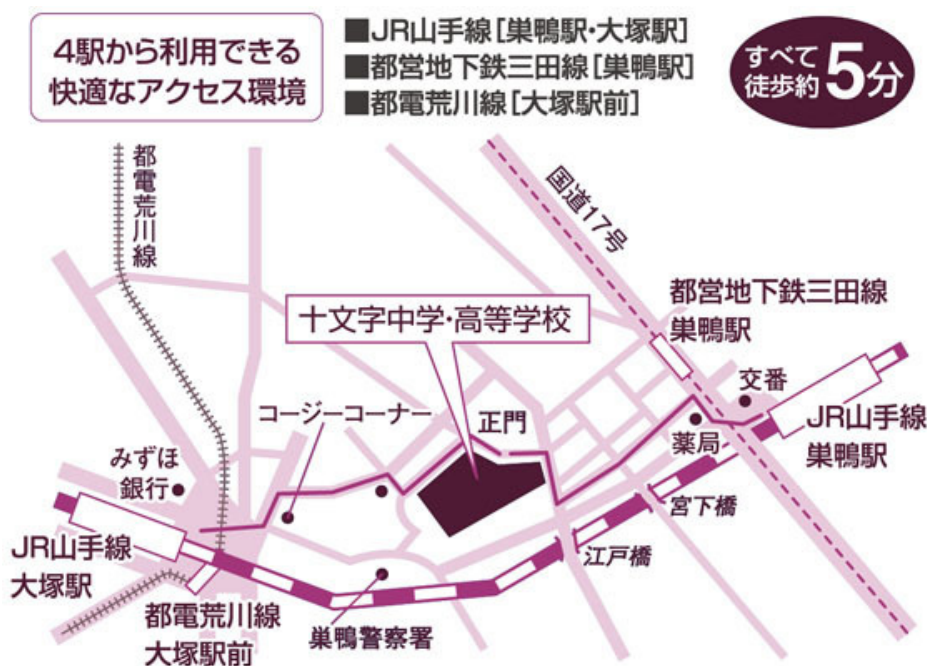 4駅から利用できる
快適なアクセス環境
■JR山手線[巣鴨駅・大塚駅]
■都営地下鉄三田線[巣鴨駅]
■都電荒川線[大塚駅前]
すべて
徒歩約5分
都電荒川線
国道17号
都営地下鉄三田線
巣鴨駅
十文字中学・高等学校
交番
コージーコーナー
正門
薬局
JR山手線
巣鴨駅
みずほ
銀行
宮下橋
江戸橋
JR山手線
大塚駅
都電荒川線
大塚駅前
巣鴨警察署